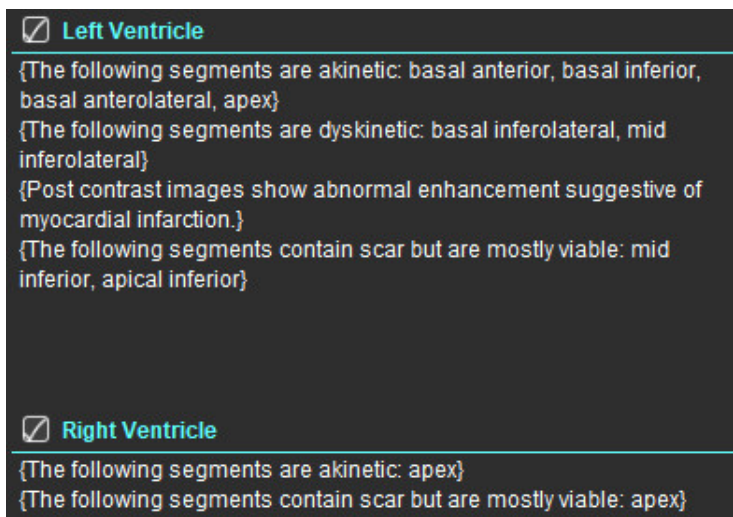 Left Ventricle
{The following segments are akinetic: basal anterior, basal inferior,
basal anterolateral, apex}
{The following segments are dyskinetic: basal inferolateral, mid
inferolateral}
{Post contrast images show abnormal enhancement suggestive of
myocardial infarction.}
{The following segments contain scar but are mostly viable: mid
inferior, apical inferior}
Right Ventricle
{The following segments are akinetic: apex}
{The following segments contain scar but are mostly viable: apex}